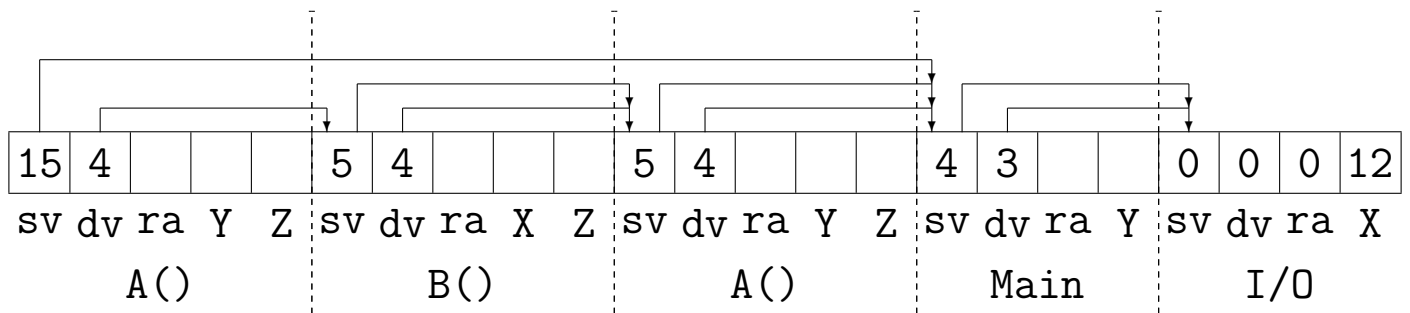 15 4 5 4 5 4 4 3 0 0 0 12
sv dv ra Y Z sv dv ra X Z sv dv ra Y Z sv dv ra Y sv dv ra X
A() B() A() Main I/O